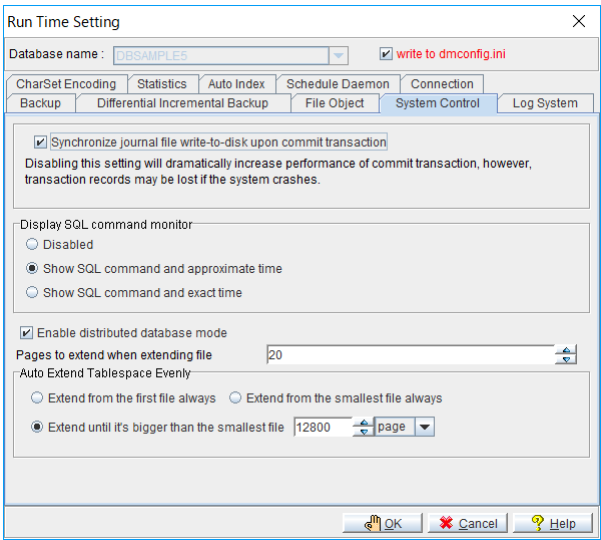 Run Time Setting
Database name : DBSAMPLE5 write to dmconfig.ini
CharSet Encoding Statistics Auto Index Schedule Daemon Connection
Backup Differential Incremental Backup File Object System Control Log System
Synchronize journal file write-to-disk upon commit transaction
Disabling this setting will dramatically increase performance of commit transaction, however,
transaction records may be lost if the system crashes.
Display SQL command monitor
Disabled
Show SQL command and approximate time
Show SQL command and exact time
Enable distributed database mode
Pages to extend when extending file 20
Auto Extend Tablespace Evenly
Extend from the first file always Extend from the smallest file always
Extend until it's bigger than the smallest file 12800 page
OK Cancel Help